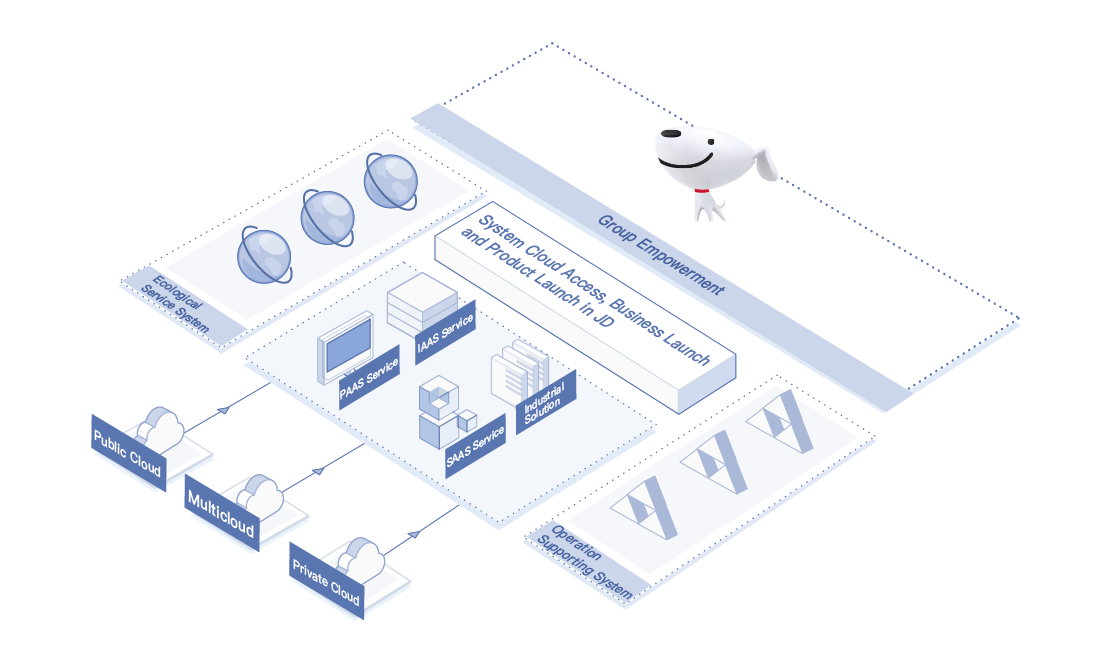 Group Empowerment
System Cloud Access, Business Launch
and Product Launch in JD
Ecological
Service System
IAAS Service
PAAS Service
Industrial
Solution
SAAS Service
Public Cloud
Multicloud
Private Cloud
Operation
Supporting System